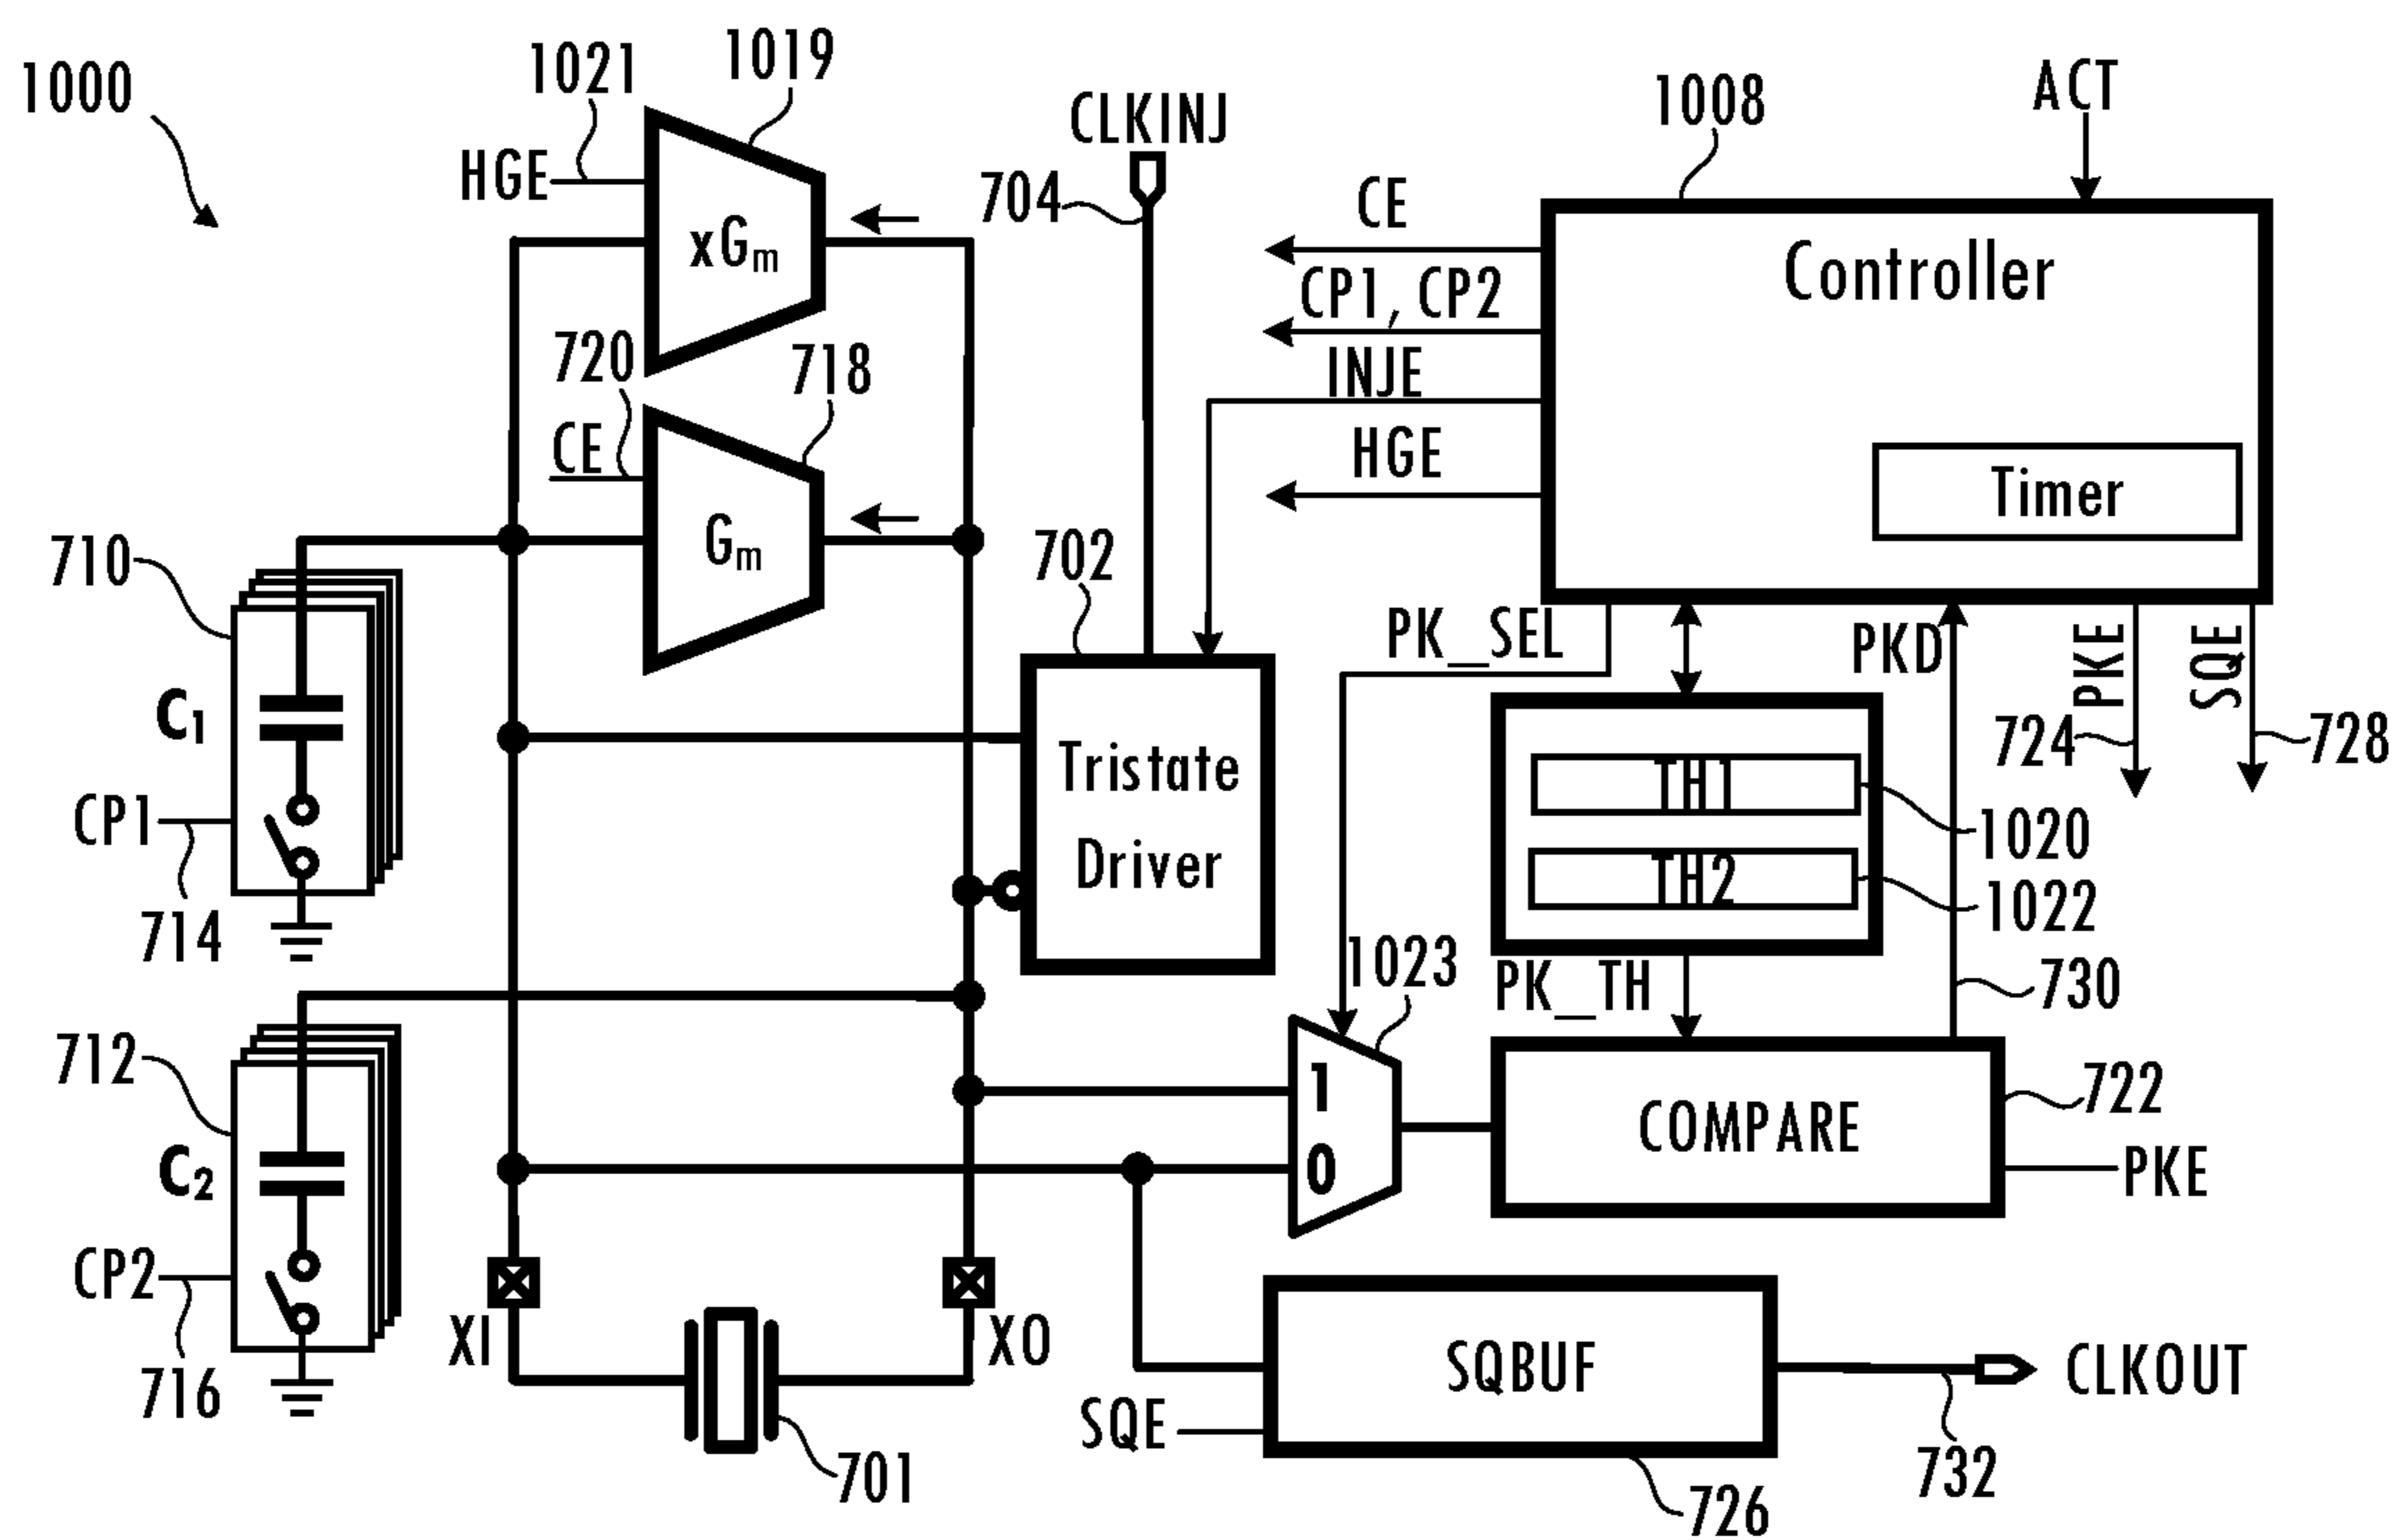 1000
1021
1019
HGE
xGm
CLKINJ
704
1008
ACT
CE
CP1, CP2
INJE
HGE
Controller
Timer
720
718
CE
Gm
710
C1
CP1
714
702
Tristate
Driver
PK_SEL
PKD
PKE
SQE
724
728
TH1
TH2
1020
1022
PK_TH
730
1023
712
C2
CP2
716
1
0
COMPARE
722
PKE
XI
XO
701
SQBUF
SQE
726
732
CLKOUT